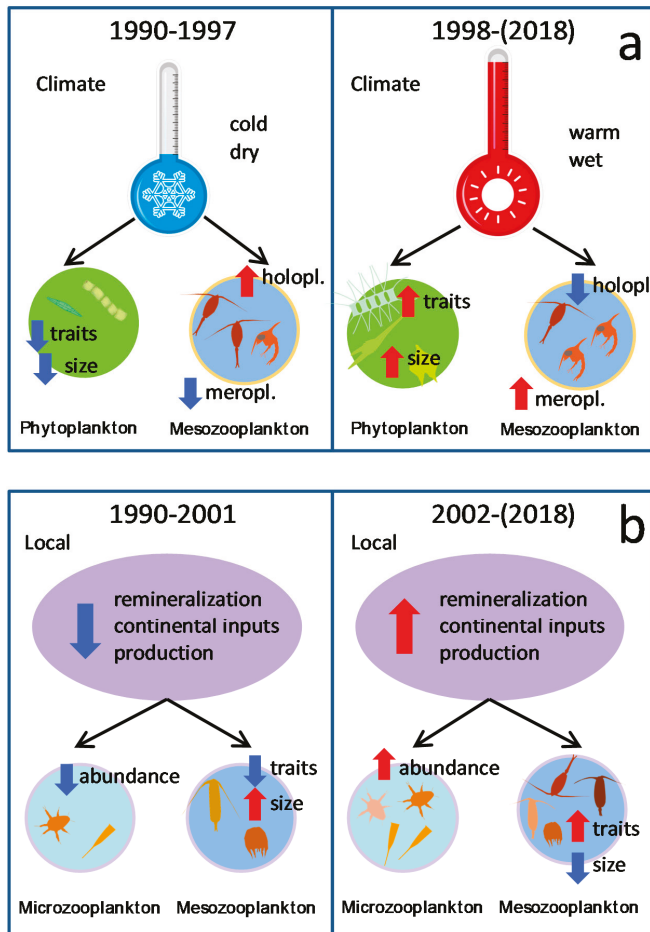 1990-1997
Climate
cold
dry
holopl.
traits
size
meropl.
Phytoplankton
Mesozooplankton
1998-(2018)
a
Climate
warm
wet
holopl
traits
size
meropl.
Phytoplankton
Mesozooplankton
1990-2001
Local
remineralization
continental inputs
production
abundance
traits
size
Microzooplankton
Mesozooplankton
2002-(2018)
b
Local
remineralization
continental inputs
production
abundance
traits
size
Microzooplankton
Mesozooplankton